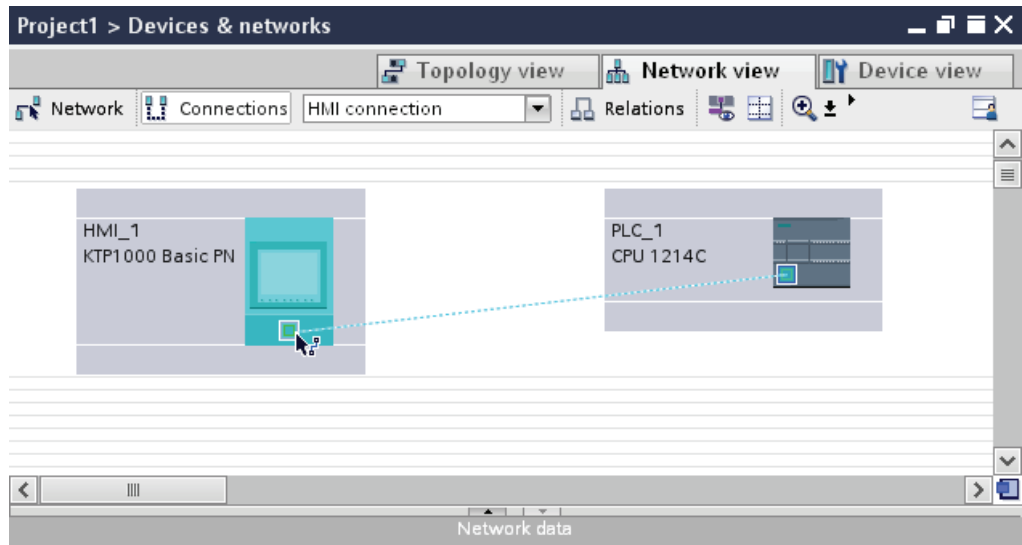 Project1 > Devices & networks
Topology view Network view Device view
Network Connections HMI connection Relations
HMI_1
KTP1000 Basic PN
PLC_1
CPU 1214C
Network data